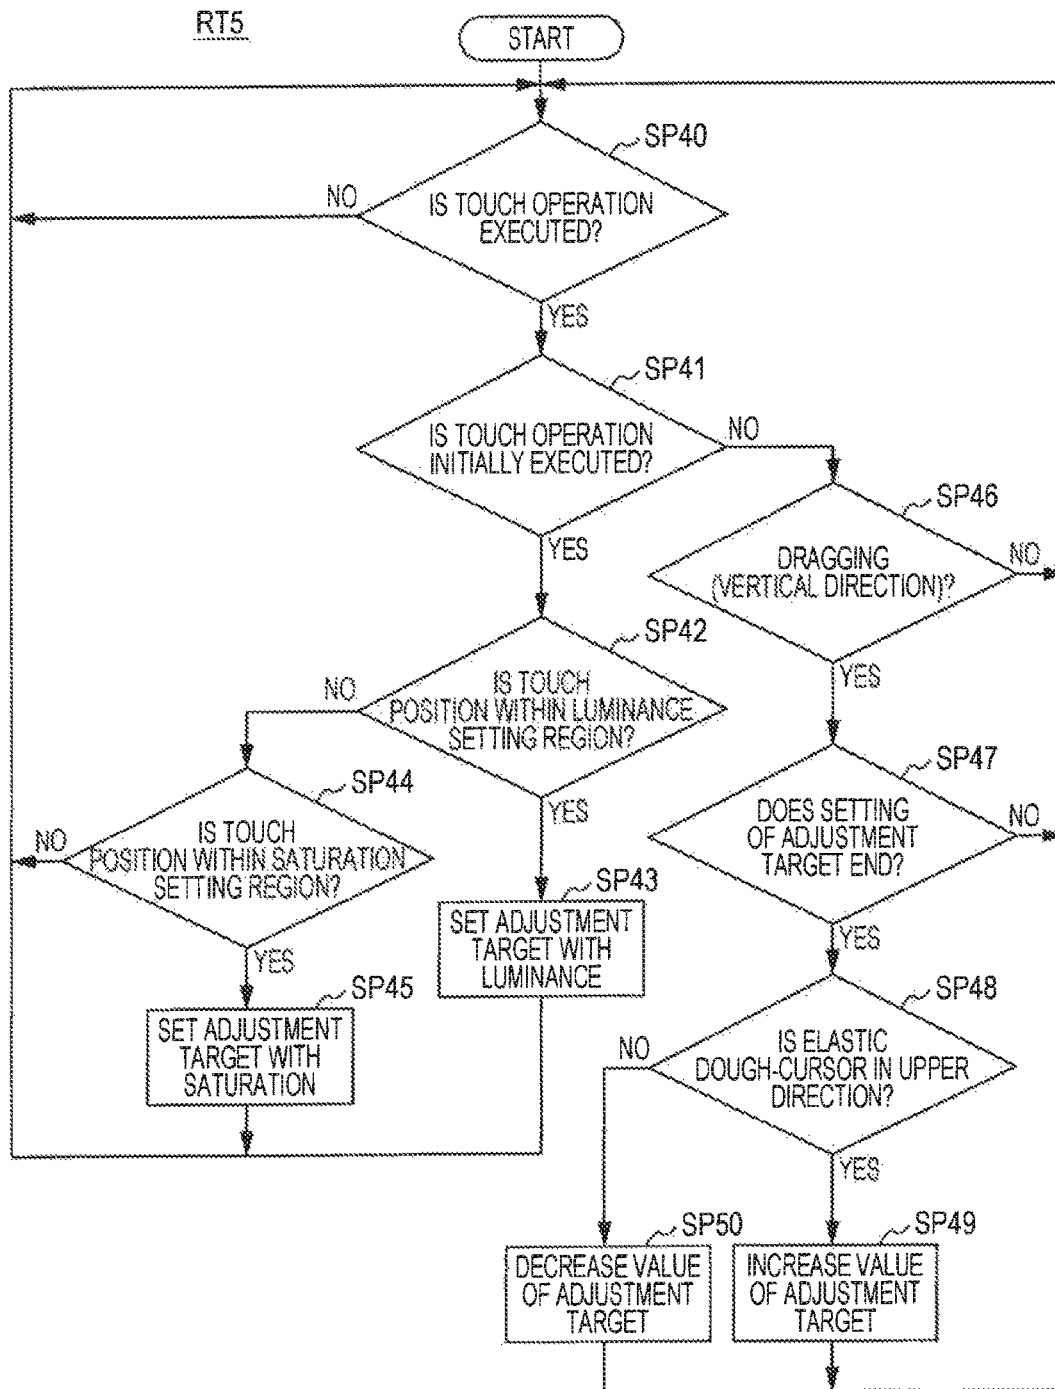 RT5
START
SP40
NO
IS TOUCH OPERATION
EXECUTED?
YES
SP41
NO
IS TOUCH OPERATION
INITIALLY EXECUTED?
YES
SP46
NO
DRAGGING
(VERTICAL DIRECTION)?
YES
SP42
NO
IS TOUCH
POSITION WITHIN LUMINANCE
SETTING REGION?
YES
SP47
NO
DOES SETTING
OF ADJUSTMENT
TARGET END?
YES
SP44
NO
IS TOUCH
POSITION WITHIN SATURATION
SETTING REGION?
YES
SP43
SET ADJUSTMENT
TARGET WITH
LUMINANCE
SP45
SET ADJUSTMENT
TARGET WITH
SATURATION
SP48
NO
IS ELASTIC
DOUGH-CURSOR IN UPPER
DIRECTION?
YES
SP50
DECREASE VALUE
OF ADJUSTMENT
TARGET
SP49
INCREASE VALUE
OF ADJUSTMENT
TARGET